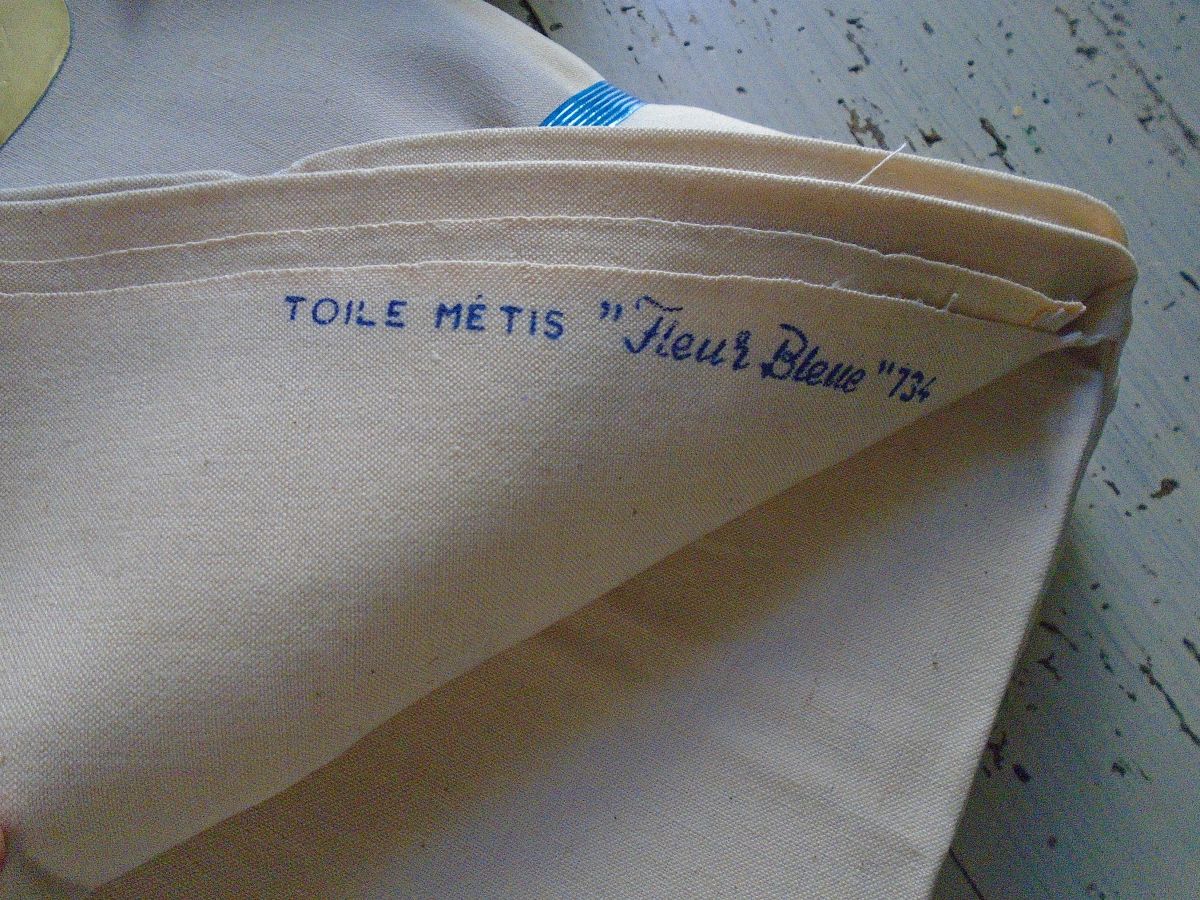 TOILE MÉTIS "Fleur Bleue" 734